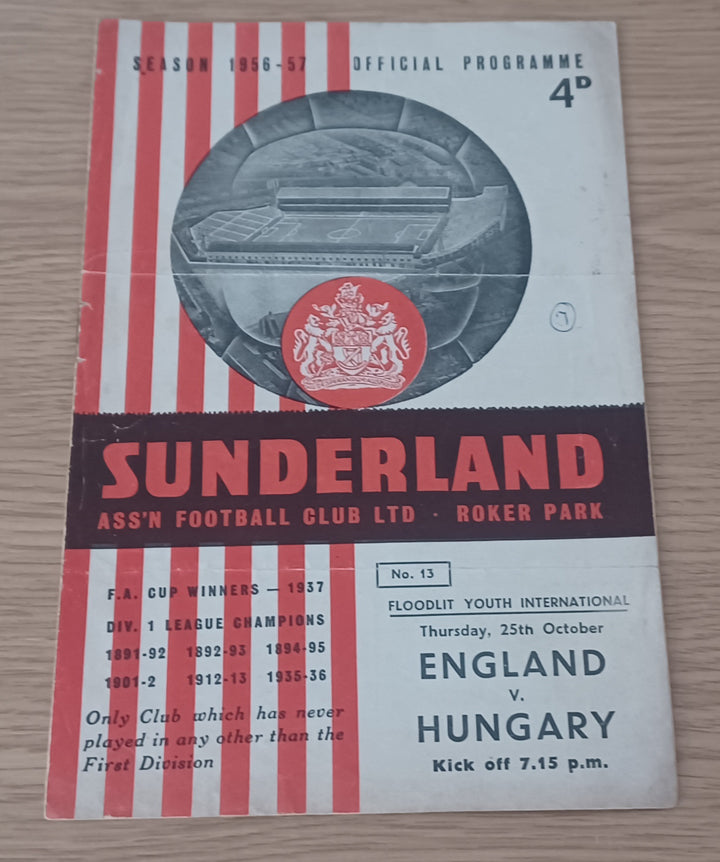 SEASON 1956-57 OFFICIAL PROGRAMME
4D
SUNDERLAND
ASS'N FOOTBALL CLUB LTD · ROKER PARK
F.A. CUP WINNERS — 1937
DIV. 1 LEAGUE CHAMPIONS
1891-92 1892-93 1894-95
1901-2 1912-13 1935-36
Only Club which has never
played in any other than the
First Division
No. 13
FLOODLIT YOUTH INTERNATIONAL
Thursday, 25th October
ENGLAND
v.
HUNGARY
Kick off 7.15 p.m.